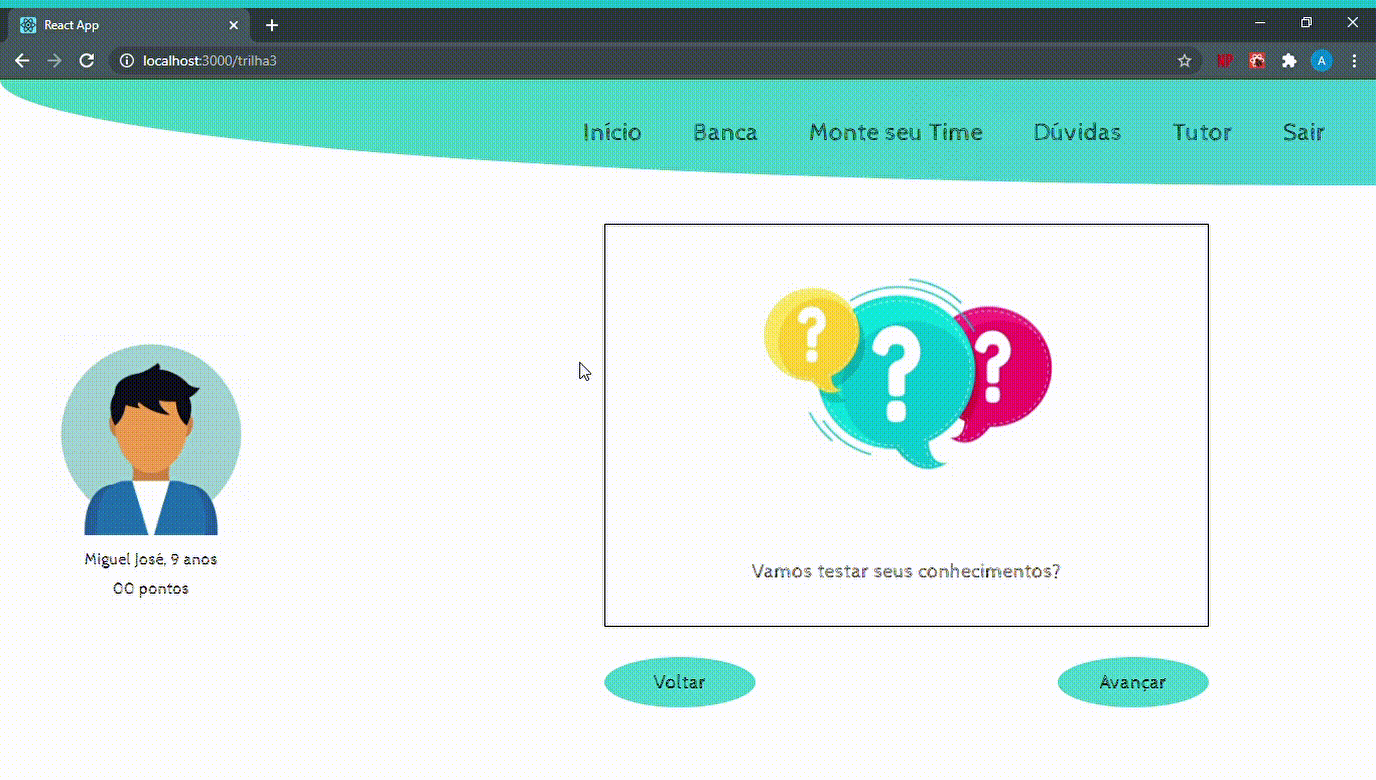 React App
localhost:3000/trilha3
NP
A
Início Banca Monte seu Time Dúvidas Tutor Sair
? ? ?
Miguel José, 9 anos
00 pontos
Vamos testar seus conhecimentos?
Voltar Avançar